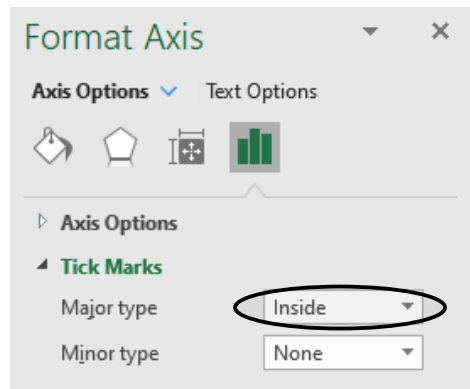 Format Axis
Axis Options Text Options
Axis Options
Tick Marks
Major type Inside
Minor type None